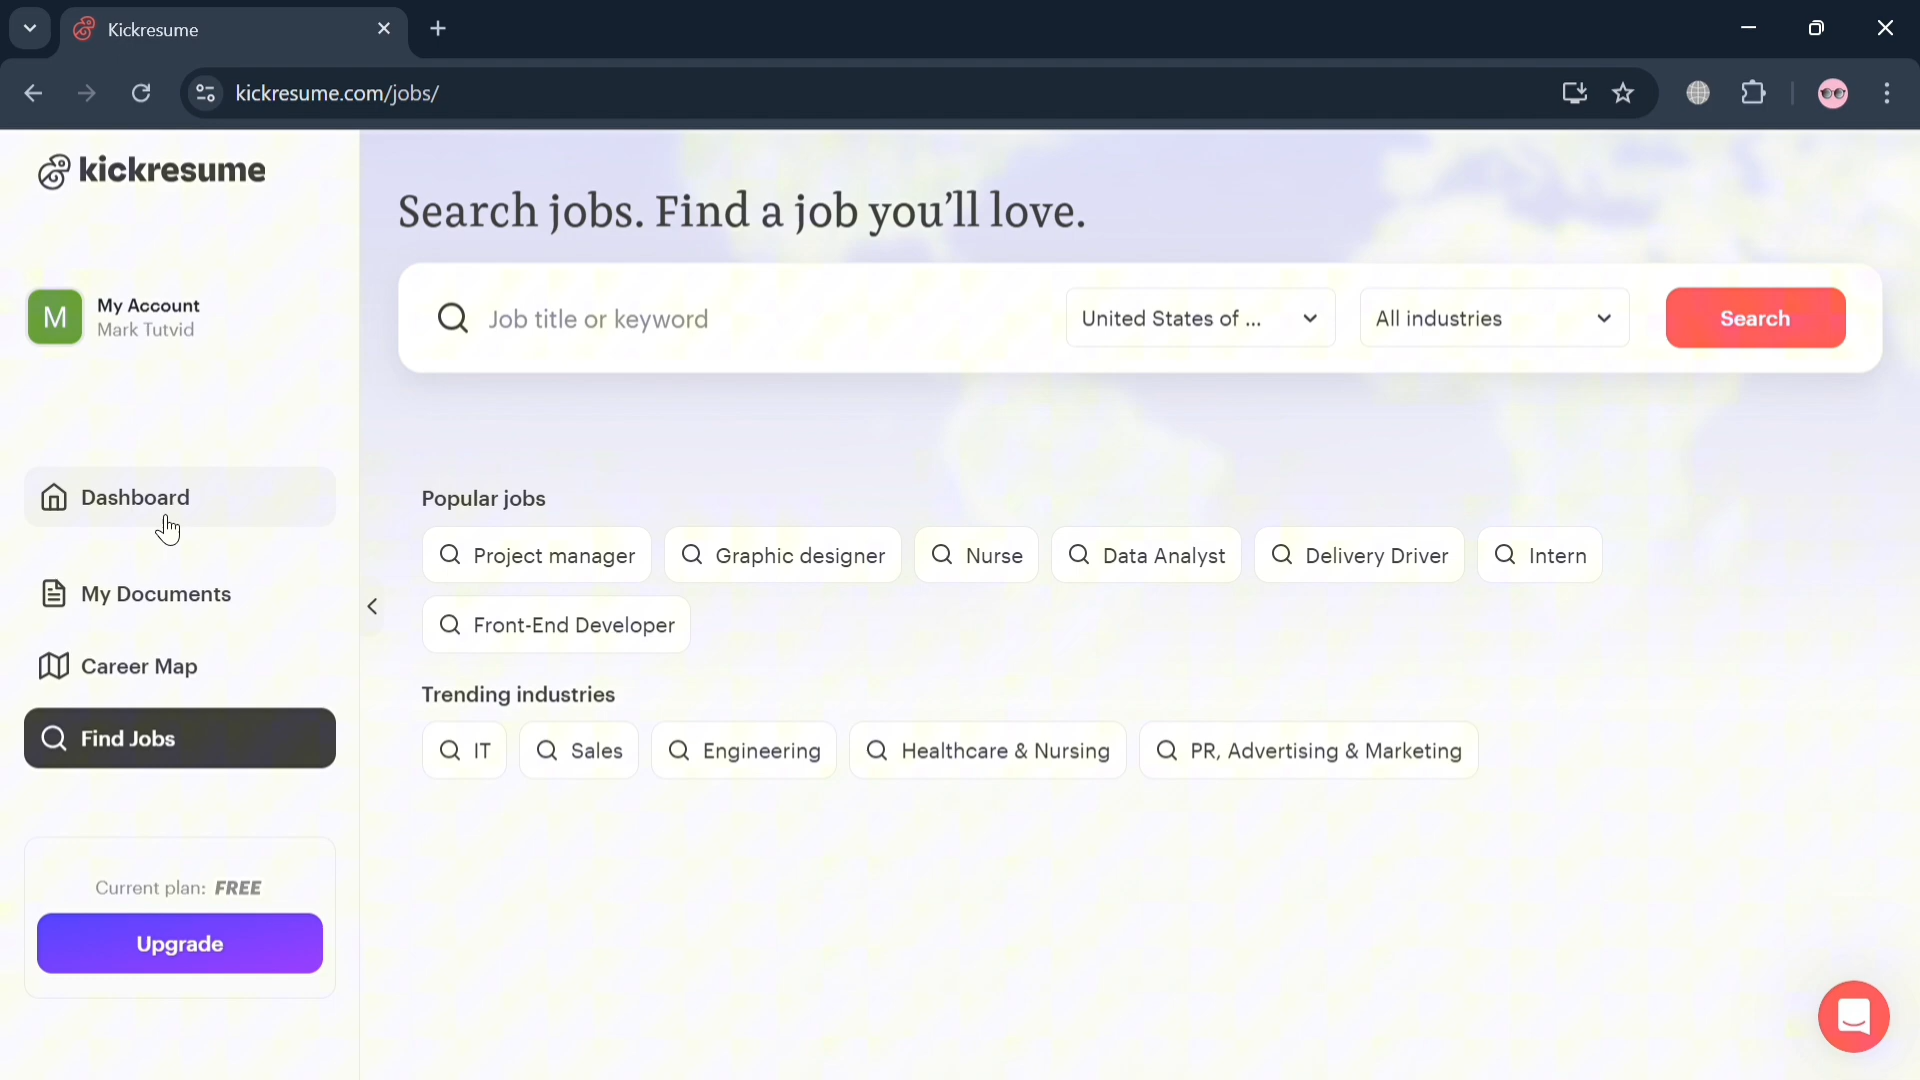 Kickresume
kickresume.com/jobs/
kickresume
M
My Account
Mark Tutvid
Dashboard
My Documents
Career Map
Find Jobs
Current plan: FREE
Upgrade
Search jobs. Find a job you’ll love.
Job title or keyword
United States of ...
All industries
Search
Popular jobs
Project manager
Graphic designer
Nurse
Data Analyst
Delivery Driver
Intern
Front-End Developer
Trending industries
IT
Sales
Engineering
Healthcare & Nursing
PR, Advertising & Marketing